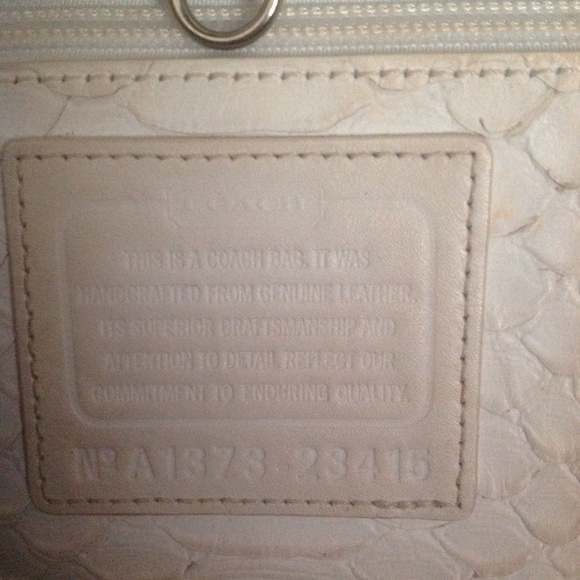 COACH
THIS IS A COACH BAG. IT WAS
HANDCRAFTED FROM GENUINE LEATHER.
ITS SUPERIOR CRAFTSMANSHIP AND
ATTENTION TO DETAIL REFLECT OUR
COMMITMENT TO ENDURING QUALITY.
Nº A1373-23416